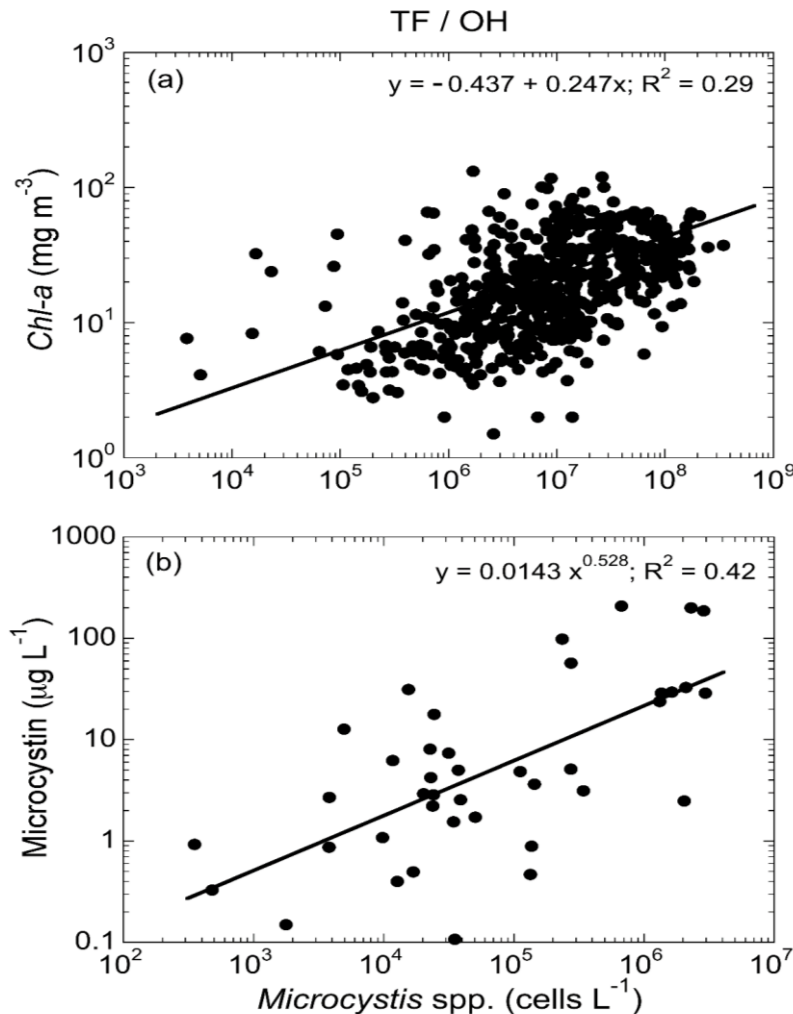 TF / OH
(a)
y = -0.437 + 0.247x; R² = 0.29
Chl-a (mg m⁻³)
10³
10²
10¹
10⁰
10³ 10⁴ 10⁵ 10⁶ 10⁷ 10⁸ 10⁹
(b)
y = 0.0143 x⁰·⁵²⁸; R² = 0.42
Microcystin (µg L⁻¹)
1000
100
10
1
0.1
10² 10³ 10⁴ 10⁵ 10⁶ 10⁷
Microcystis spp. (cells L⁻¹)